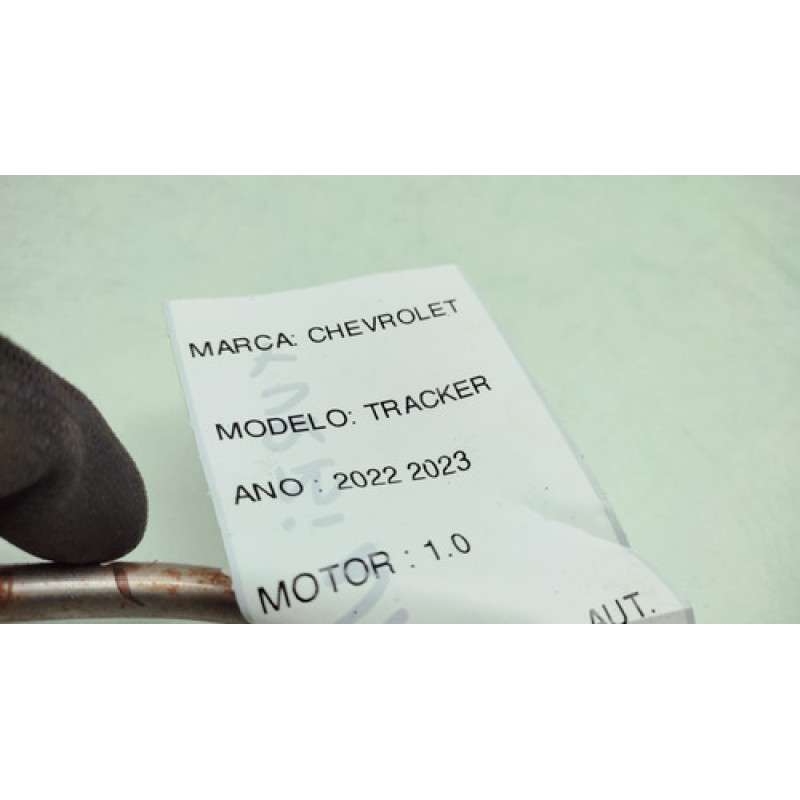 MARCA: CHEVROLET
MODELO: TRACKER
ANO : 2022 2023
MOTOR : 1.0
AUT.